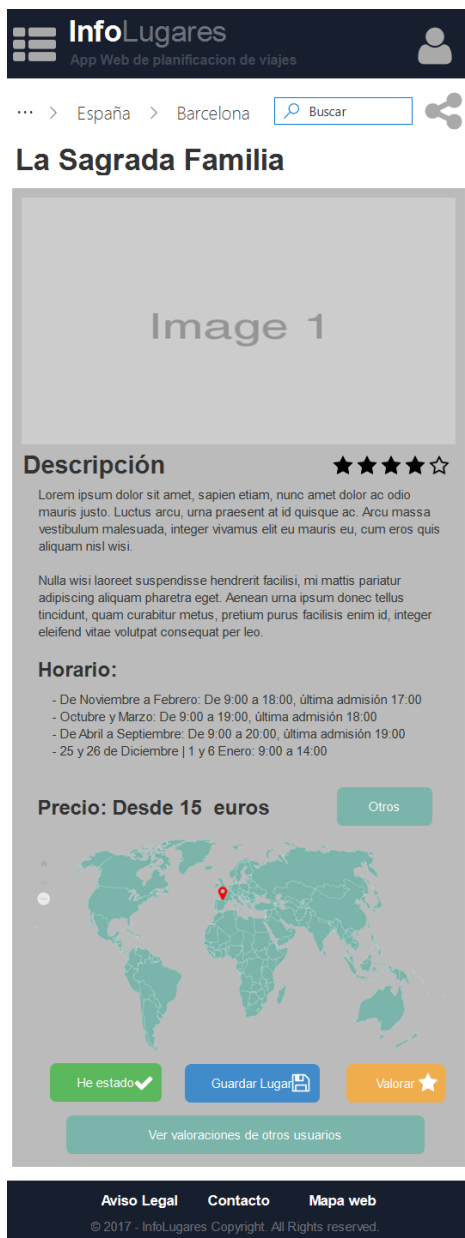 InfoLugares
App Web de planificacion de viajes
··· > España > Barcelona Buscar
La Sagrada Familia
Image 1
Descripción
Lorem ipsum dolor sit amet, sapien etiam, nunc amet dolor ac odio
mauris justo. Luctus arcu, urna praesent at id quisque ac. Arcu massa
vestibulum malesuada, integer vivamus elit eu mauris eu, cum eros quis
aliquam nisl wisi.
Nulla wisi laoreet suspendisse hendrerit facilisi, mi mattis pariatur
adipiscing aliquam pharetra eget. Aenean urna ipsum donec tellus
tincidunt, quam curabitur metus, pretium purus facilisis enim id, integer
eleifend vitae volutpat consequat per leo.
Horario:
- De Noviembre a Febrero: De 9:00 a 18:00, última admisión 17:00
- Octubre y Marzo: De 9:00 a 19:00, última admisión 18:00
- De Abril a Septiembre: De 9:00 a 20:00, última admisión 19:00
- 25 y 26 de Diciembre | 1 y 6 Enero: 9:00 a 14:00
Precio: Desde 15 euros Otros
He estado Guardar Lugar Valorar
Ver valoraciones de otros usuarios
Aviso Legal Contacto Mapa web
© 2017 - InfoLugares Copyright. All Rights reserved.